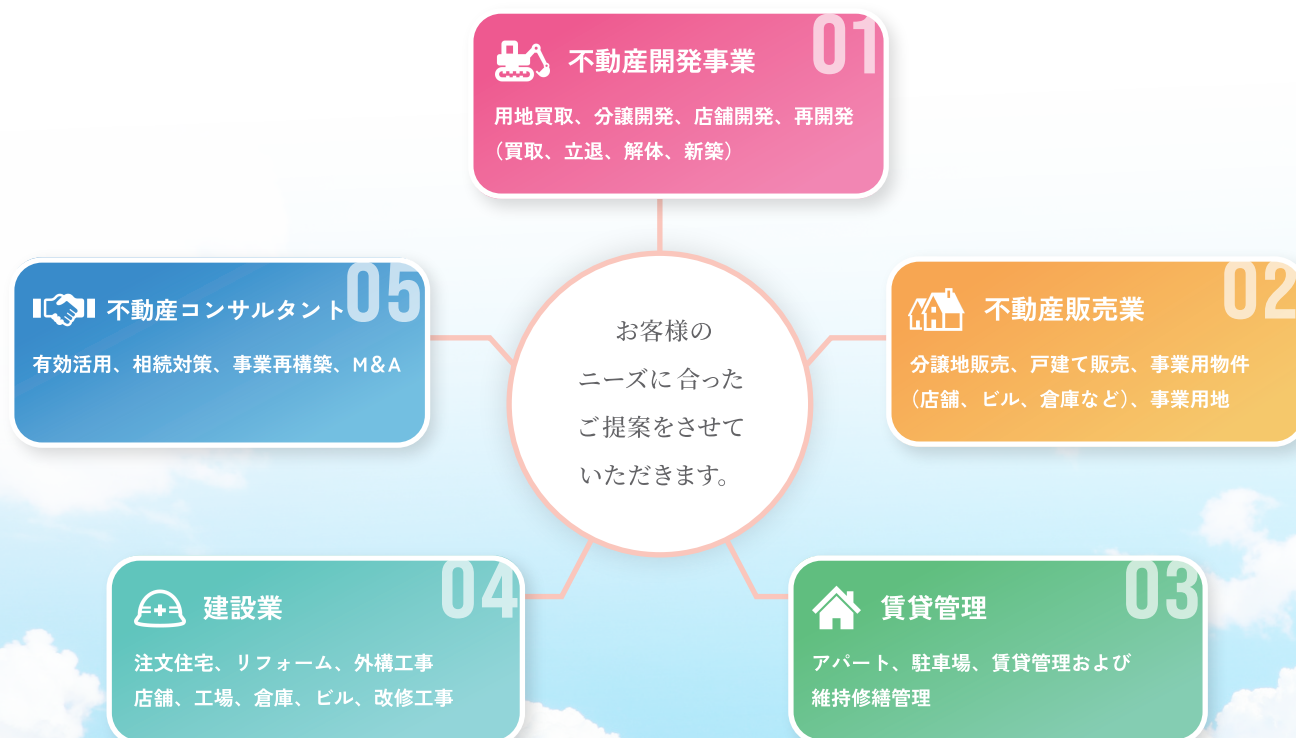 01
不動産開発事業
用地買取、分譲開発、店舗開発、再開発
（買取、立退、解体、新築）
02
不動産販売業
分譲地販売、戸建て販売、事業用物件
（店舗、ビル、倉庫など）、事業用地
03
賃貸管理
アパート、駐車場、賃貸管理および
維持修繕管理
04
建設業
注文住宅、リフォーム、外構工事
店舗、工場、倉庫、ビル、改修工事
05
不動産コンサルタント
有効活用、相続対策、事業再構築、M&A
お客様の
ニーズに合った
ご提案をさせて
いただきます。